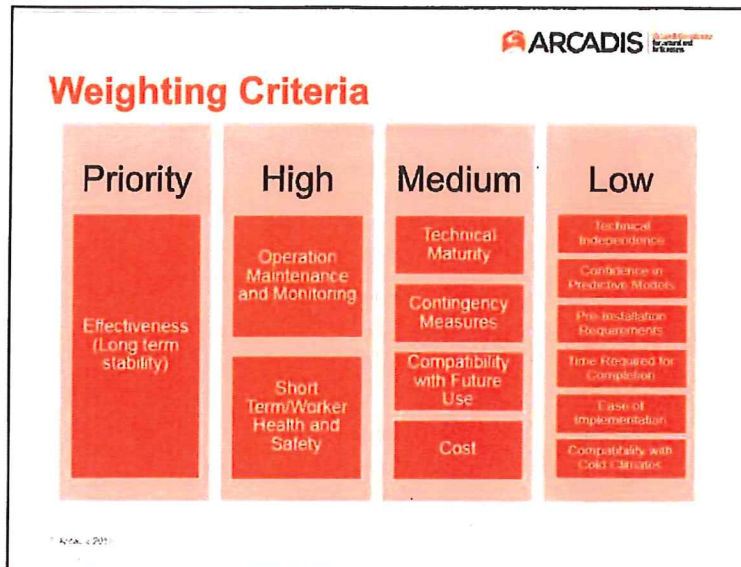 ARCADIS
Weighting Criteria
Priority
Effectiveness
(Long term
stability)
High
Operation
Maintenance
and Monitoring
Short
Term/Worker
Health and
Safety
Medium
Technical
Maturity
Contingency
Measures
Compatibility
with Future
Use
Cost
Low
Technical
Independence
Confidence in
Predictive Models
Pre-Installation
Requirements
Time Required for
Completion
Ease of
Implementation
Compatibility with
Cold Climates